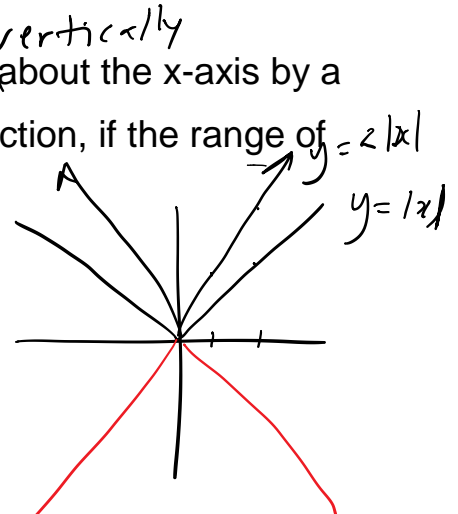 vertically
about the x-axis by a
ction, if the range of
y = 2|x|
y = |x|